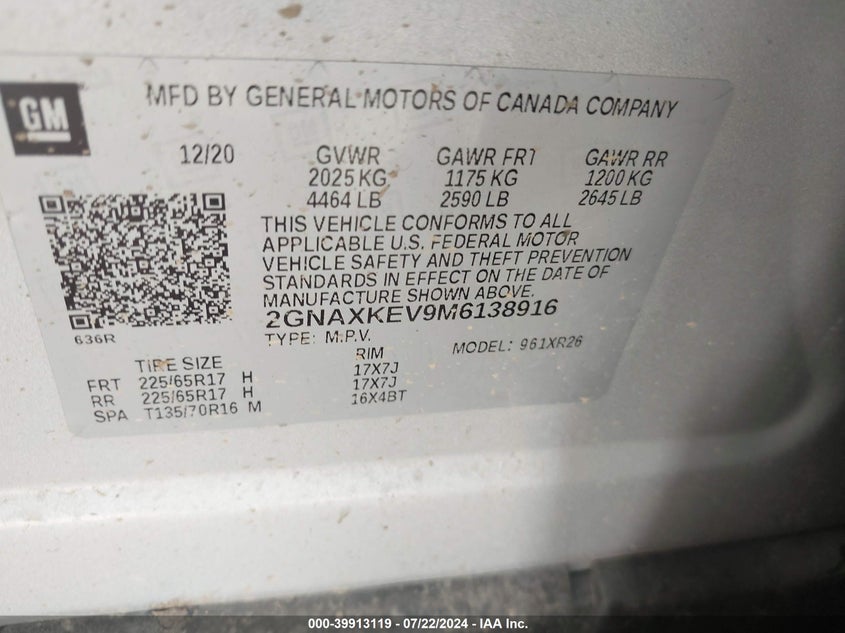 GM
MFD BY GENERAL MOTORS OF CANADA COMPANY
12/20 GVWR GAWR FRT GAWR RR
2025 KG 1175 KG 1200 KG
4464 LB 2590 LB 2645 LB
THIS VEHICLE CONFORMS TO ALL
APPLICABLE U.S. FEDERAL MOTOR
VEHICLE SAFETY AND THEFT PREVENTION
STANDARDS IN EFFECT ON THE DATE OF
MANUFACTURE SHOWN ABOVE.
2GNAXKEV9M6138916
636R
TYPE: M.P.V. MODEL: 961XR26
TIRE SIZE RIM
FRT 225/65R17 H 17X7J
RR 225/65R17 H 17X7J
SPA T135/70R16 M 16X4BT
000-39913119 - 07/22/2024 - IAA Inc.